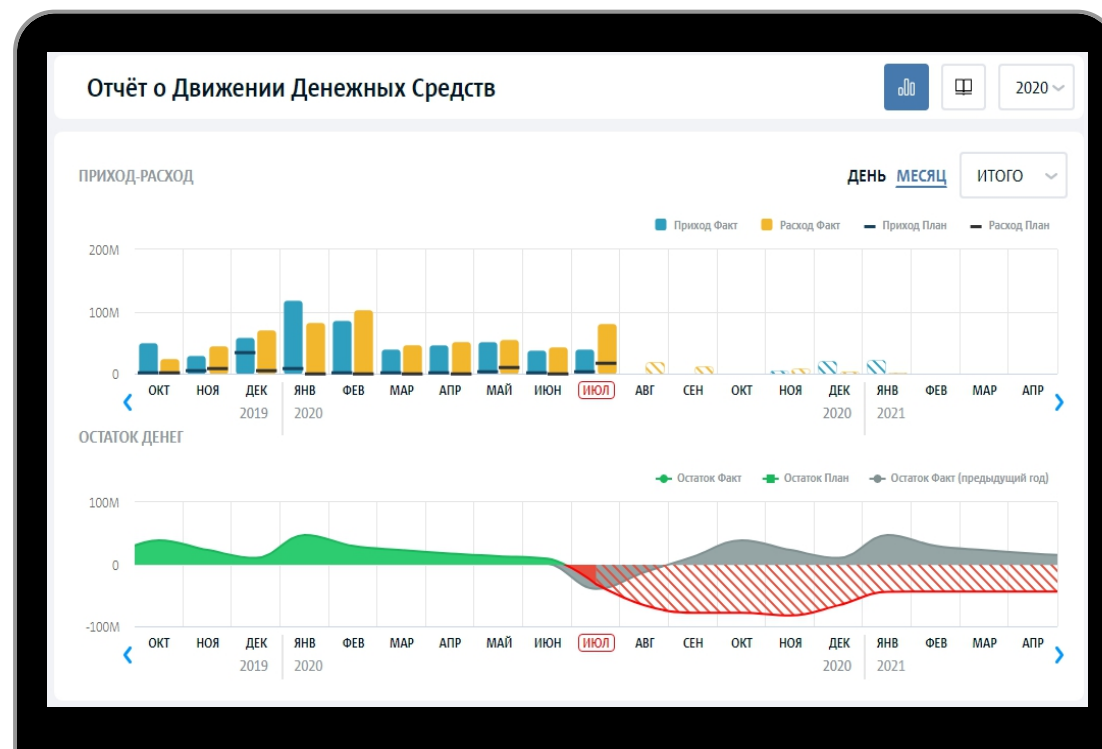 Отчёт о Движении Денежных Средств
2020
ПРИХОД-РАСХОД
ДЕНЬ МЕСЯЦ ИТОГО
Приход Факт Расход Факт Приход План Расход План
200M
100M
0
ОКТ НОЯ ДЕК ЯНВ ФЕВ МАР АПР МАЙ ИЮН ИЮЛ АВГ СЕН ОКТ НОЯ ДЕК ЯНВ ФЕВ МАР АПР
2019 2020 2020 2021
ОСТАТОК ДЕНЕГ
Остаток Факт Остаток План Остаток Факт (предыдущий год)
100M
0
-100M
ОКТ НОЯ ДЕК ЯНВ ФЕВ МАР АПР МАЙ ИЮН ИЮЛ АВГ СЕН ОКТ НОЯ ДЕК ЯНВ ФЕВ МАР АПР
2019 2020 2020 2021